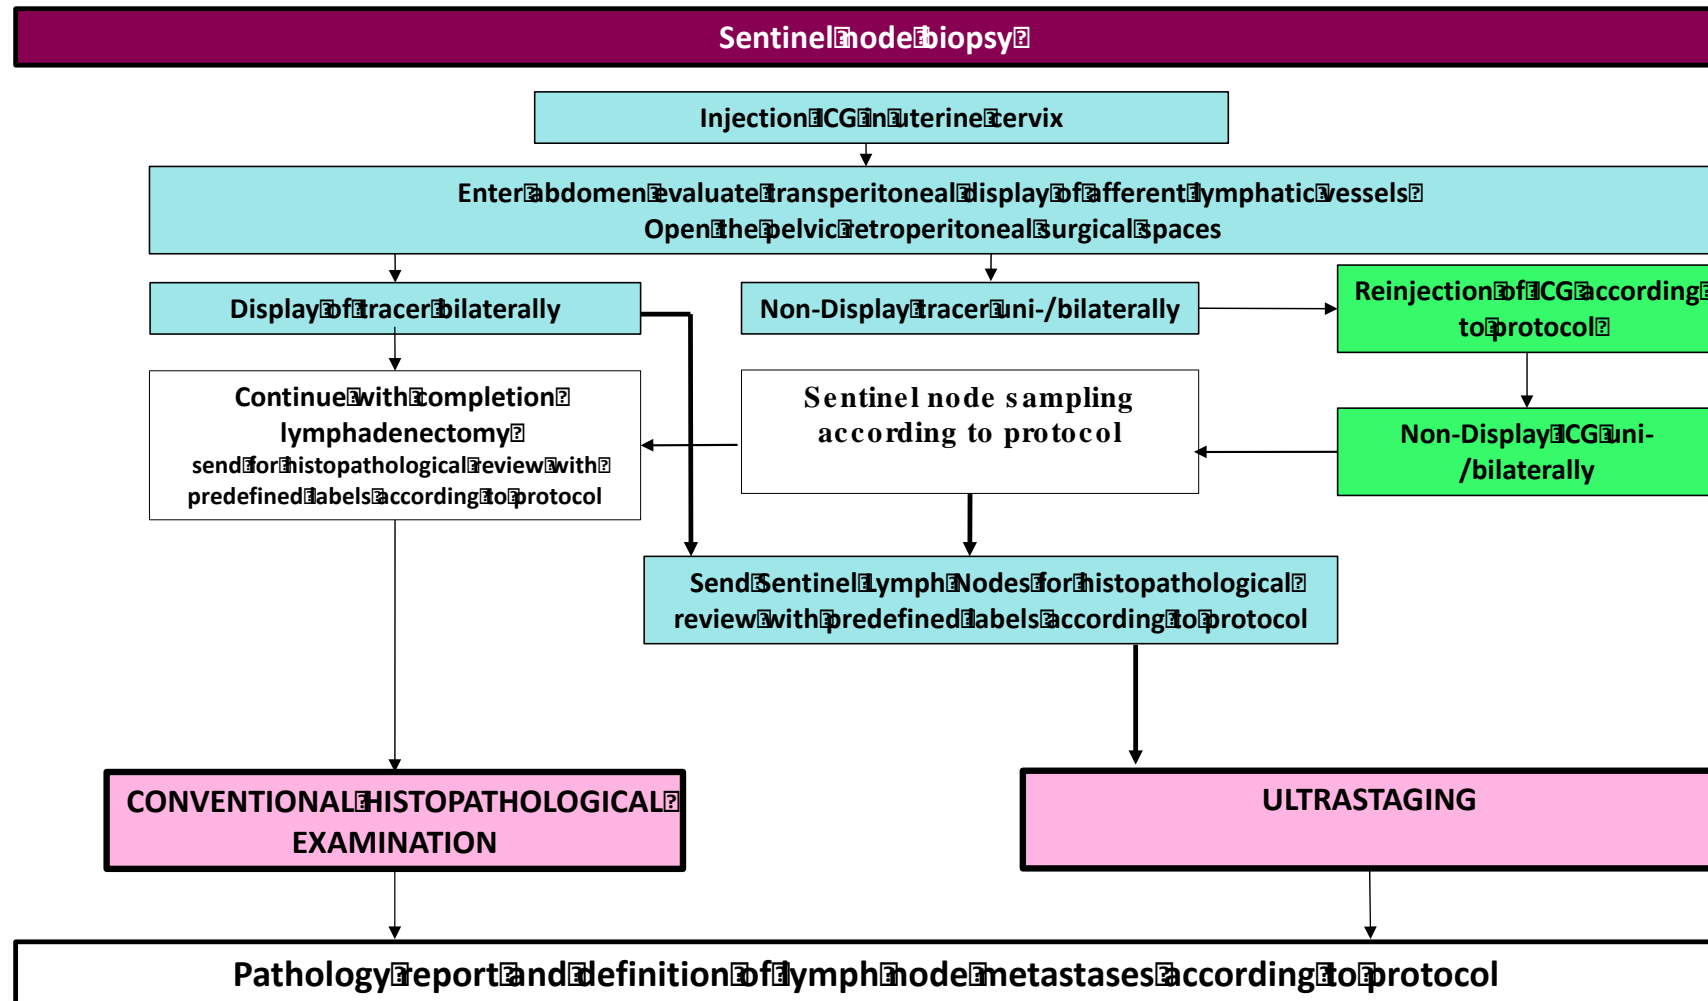 Sentinel node biopsy
Injection ICG in uterine cervix
Enter abdomen evaluate transperitoneal display of afferent lymphatic vessels
Open the pelvic retroperitoneal surgical spaces
Display of tracer bilaterally
Non-Display tracer uni-/bilaterally
Reinjection of ICG according
to protocol
Continue with completion
lymphadenectomy
send for histopathological review with
predefined labels according to protocol
Sentinel node sampling
according to protocol
Non-Display ICG uni-
/bilaterally
Send Sentinel Lymph Nodes for histopathological
review with predefined labels according to protocol
CONVENTIONAL HISTOPATHOLOGICAL
EXAMINATION
ULTRASTAGING
Pathology report and definition of lymph node metastases according to protocol